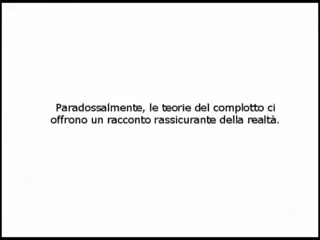 Paradossalmente, le teorie del complotto ci
offrono un racconto rassicurante della realtà.